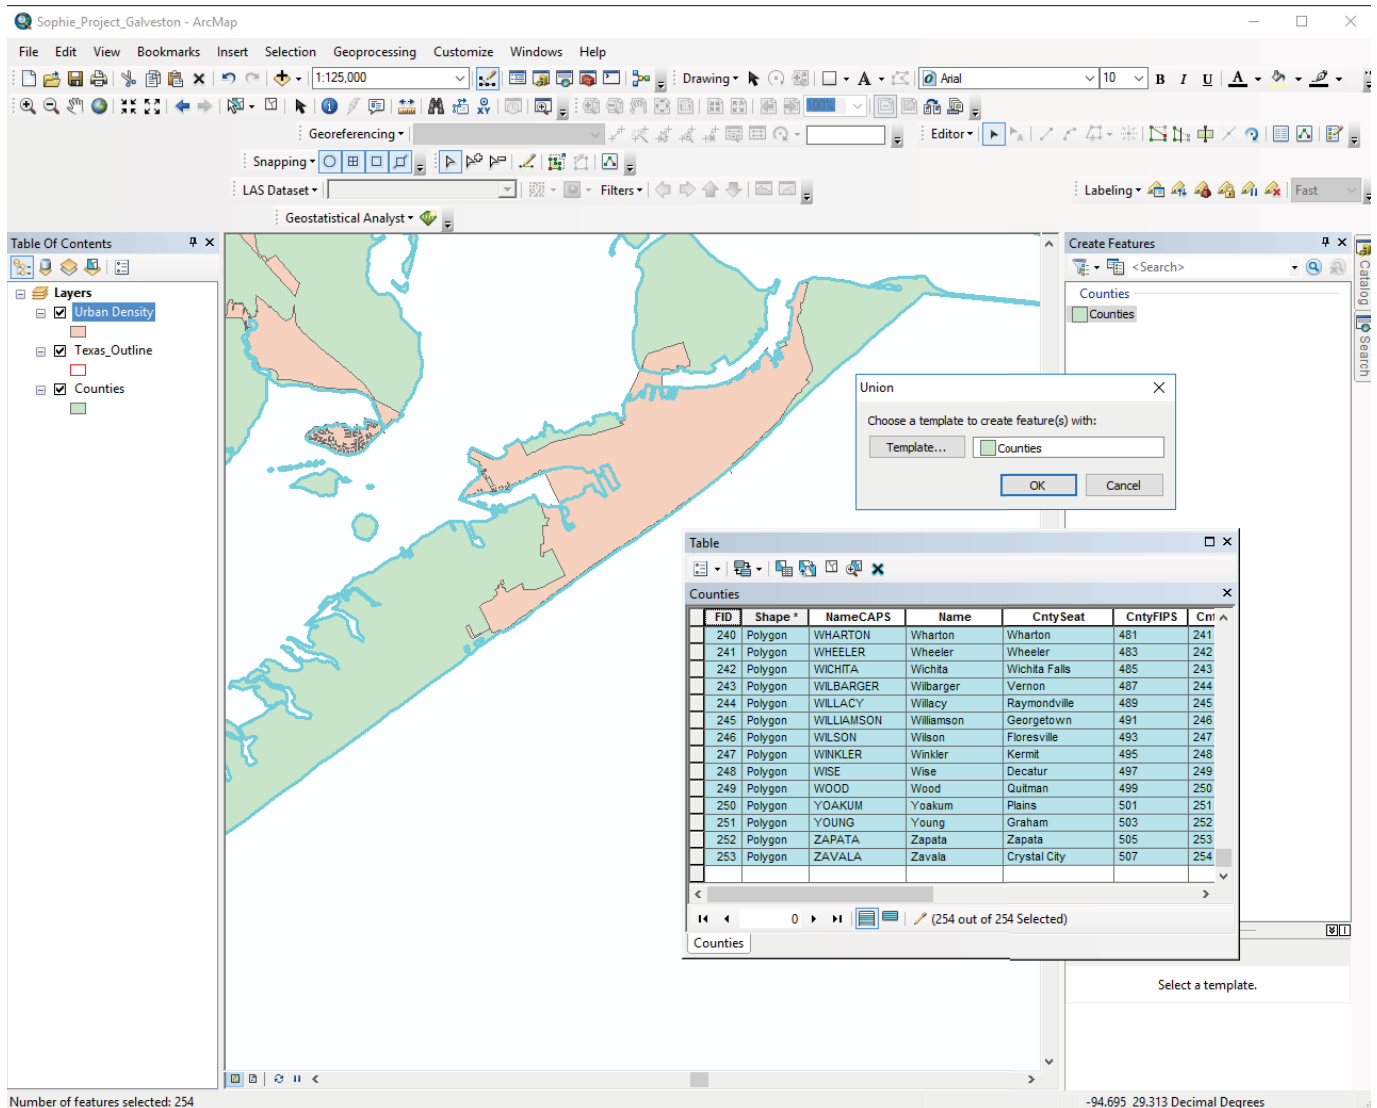 Sophie_Project_Galveston - ArcMap
File Edit View Bookmarks Insert Selection Geoprocessing Customize Windows Help
1:125,000 Drawing A Arial 10 B I U A
100%
Georeferencing Editor
Snapping
LAS Dataset Filters Labeling Fast
Geostatistical Analyst
Table Of Contents
Layers
Urban Density
Texas_Outline
Counties
Create Features
<Search>
Counties
Counties
Catalog
Search
Union
Choose a template to create feature(s) with:
Template... Counties
OK Cancel
Table
Counties
FID Shape * NameCAPS Name CntySeat CntyFIPS Cnt
240 Polygon WHARTON Wharton Wharton 481 241
241 Polygon WHEELER Wheeler Wheeler 483 242
242 Polygon WICHITA Wichita Wichita Falls 485 243
243 Polygon WILBARGER Wilbarger Vernon 487 244
244 Polygon WILLACY Willacy Raymondville 489 245
245 Polygon WILLIAMSON Williamson Georgetown 491 246
246 Polygon WILSON Wilson Floresville 493 247
247 Polygon WINKLER Winkler Kermit 495 248
248 Polygon WISE Wise Decatur 497 249
249 Polygon WOOD Wood Quitman 499 250
250 Polygon YOAKUM Yoakum Plains 501 251
251 Polygon YOUNG Young Graham 503 252
252 Polygon ZAPATA Zapata Zapata 505 253
253 Polygon ZAVALA Zavala Crystal City 507 254
0 (254 out of 254 Selected)
Counties
Select a template.
Number of features selected: 254
-94.695 29.313 Decimal Degrees